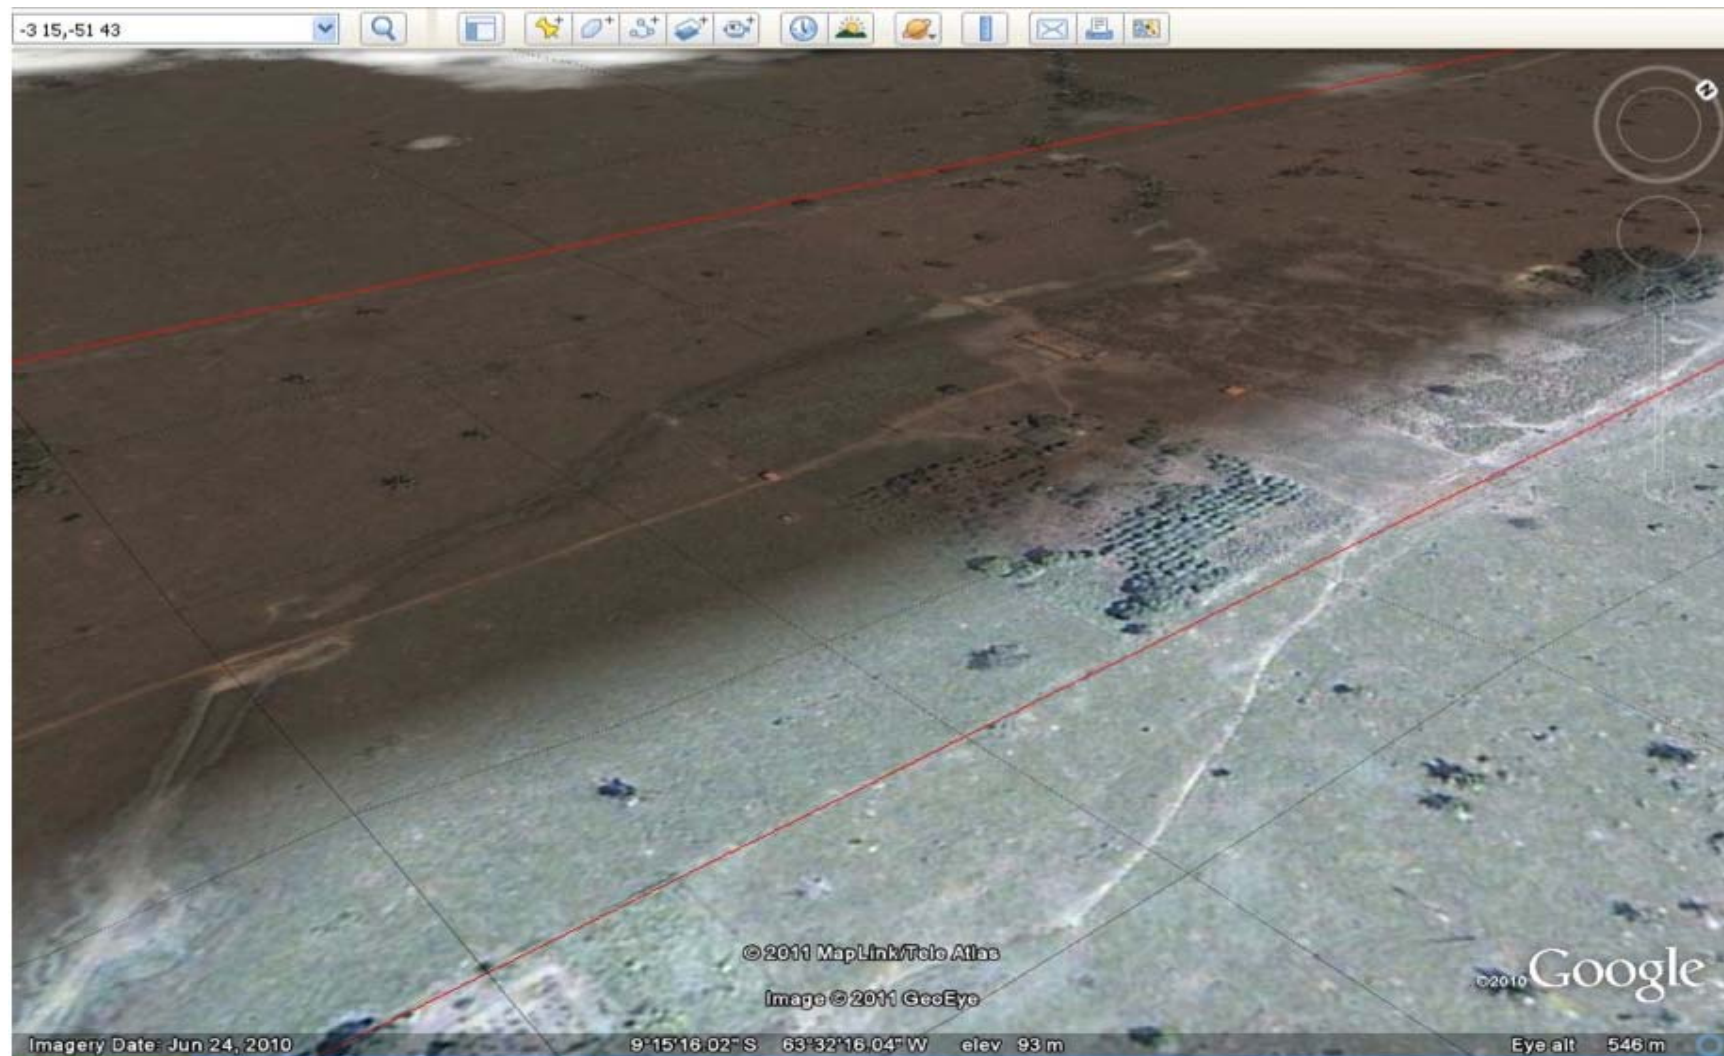 -3 15,-51 43
N
© 2011 MapLink/Tele Atlas
Image © 2011 GeoEye
©2010 Google
Imagery Date: Jun 24, 2010 9°15'16.02" S 63°32'16.04" W elev 93 m Eye alt 546 m